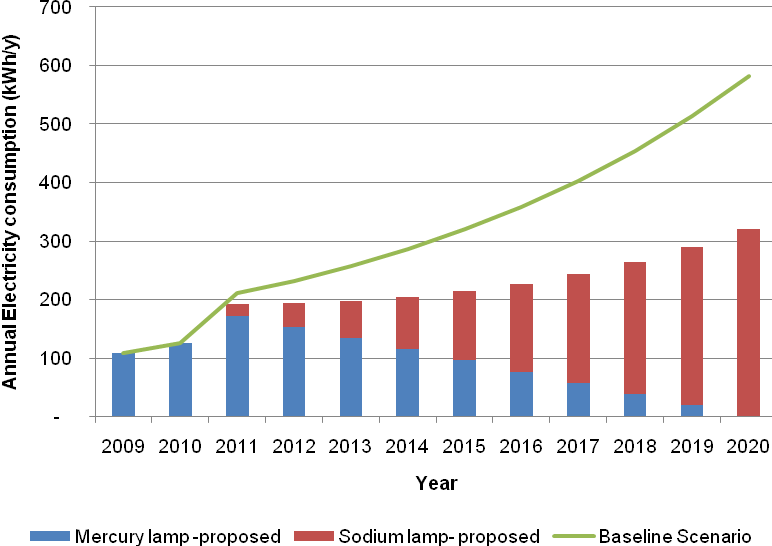 Annual Electricity consumption (kWh/y)
700
600
500
400
300
200
100
-
2009 2010 2011 2012 2013 2014 2015 2016 2017 2018 2019 2020
Year
Mercury lamp -proposed Sodium lamp- proposed Baseline Scenario